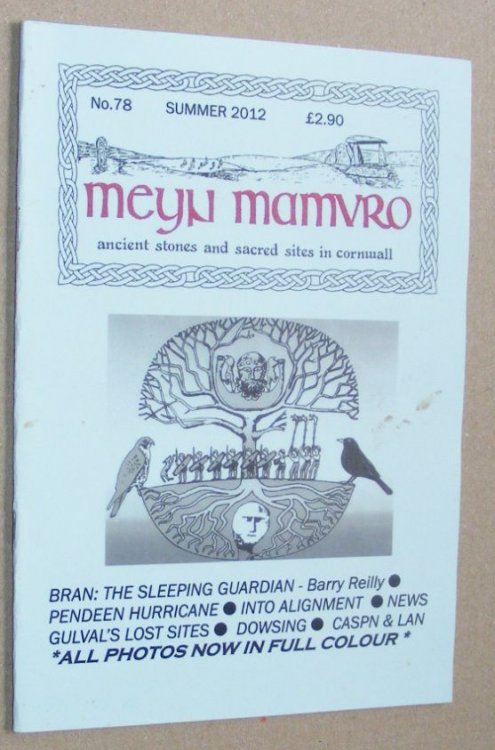 No.78 SUMMER 2012 £2.90
meyn mamvro
ancient stones and sacred sites in cornwall
BRAN: THE SLEEPING GUARDIAN - Barry Reilly ●
PENDEEN HURRICANE ● INTO ALIGNMENT ● NEWS
GULVAL'S LOST SITES ● DOWSING ● CASPN & LAN
*ALL PHOTOS NOW IN FULL COLOUR *